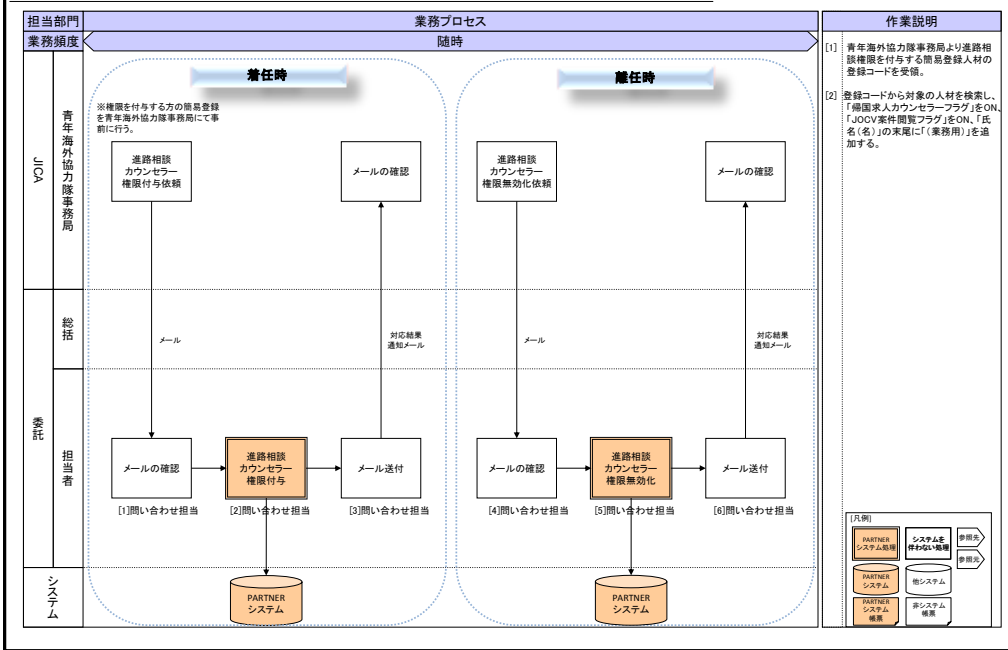 担当部門
業務プロセス
作業説明
業務頻度
随時
JICA
青年海外協力隊事務局
委託
総括
担当者
システム
着任時
※権限を付与する方の簡易登録
を青年海外協力隊事務局にて事
前に行う。
進路相談
カウンセラー
権限付与依頼
メールの確認
メール
対応結果
通知メール
メールの確認
進路相談
カウンセラー
権限付与
メール送付
[1]問い合わせ担当
[2]問い合わせ担当
[3]問い合わせ担当
PARTNER
システム
離任時
進路相談
カウンセラー
権限無効化依頼
メールの確認
メール
対応結果
通知メール
メールの確認
進路相談
カウンセラー
権限無効化
メール送付
[4]問い合わせ担当
[5]問い合わせ担当
[6]問い合わせ担当
PARTNER
システム
[1] 青年海外協力隊事務局より進路相
談権限を付与する簡易登録人材の
登録コードを受領。
[2] 登録コードから対象の人材を検索し、
「帰国求人カウンセラーフラグ」をON、
「JOCV案件閲覧フラグ」をON、「氏
名(名)」の末尾に「(業務用)」を追
加する。
[凡例]
PARTNER
システム処理
システムを
伴わない処理
参照先
参照元
PARTNER
システム
他システム
PARTNER
システム
帳票
非システム
帳票